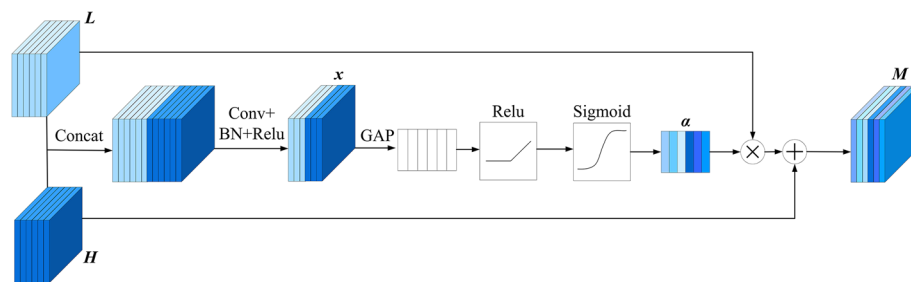 L
x
M
Concat
Conv+
BN+Relu
GAP
Relu
Sigmoid
α
H